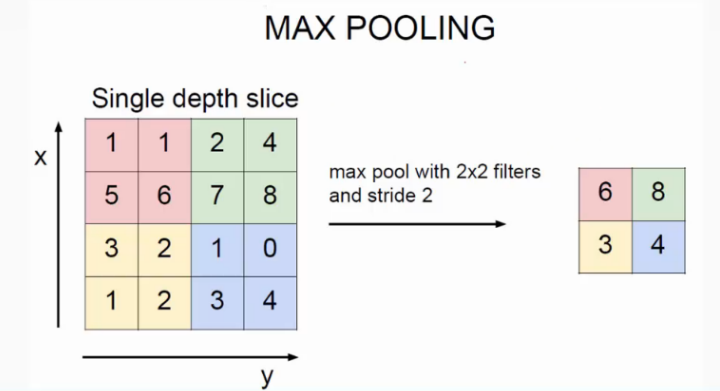 MAX POOLING
Single depth slice
x
1 1 2 4
5 6 7 8
3 2 1 0
1 2 3 4
y
max pool with 2x2 filters
and stride 2
6 8
3 4